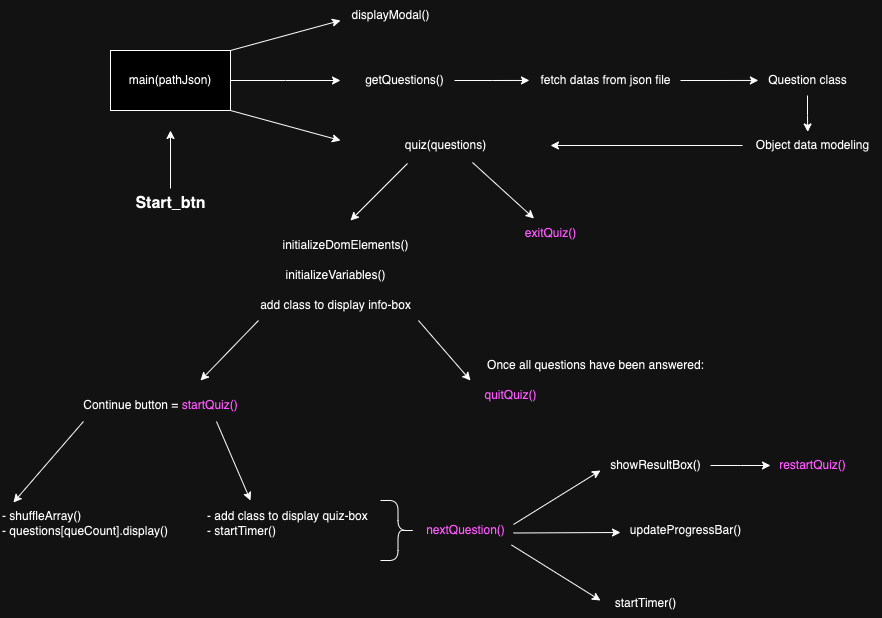 displayModal()
main(pathJson)
getQuestions()
fetch datas from json file
Question class
quiz(questions)
Object data modeling
Start_btn
exitQuiz()
initializeDomElements()
initializeVariables()
add class to display info-box
Once all questions have been answered:
quitQuiz()
Continue button = startQuiz()
showResultBox()
restartQuiz()
- shuffleArray()
- questions[queCount].display()
- add class to display quiz-box
- startTimer()
nextQuestion()
updateProgressBar()
startTimer()